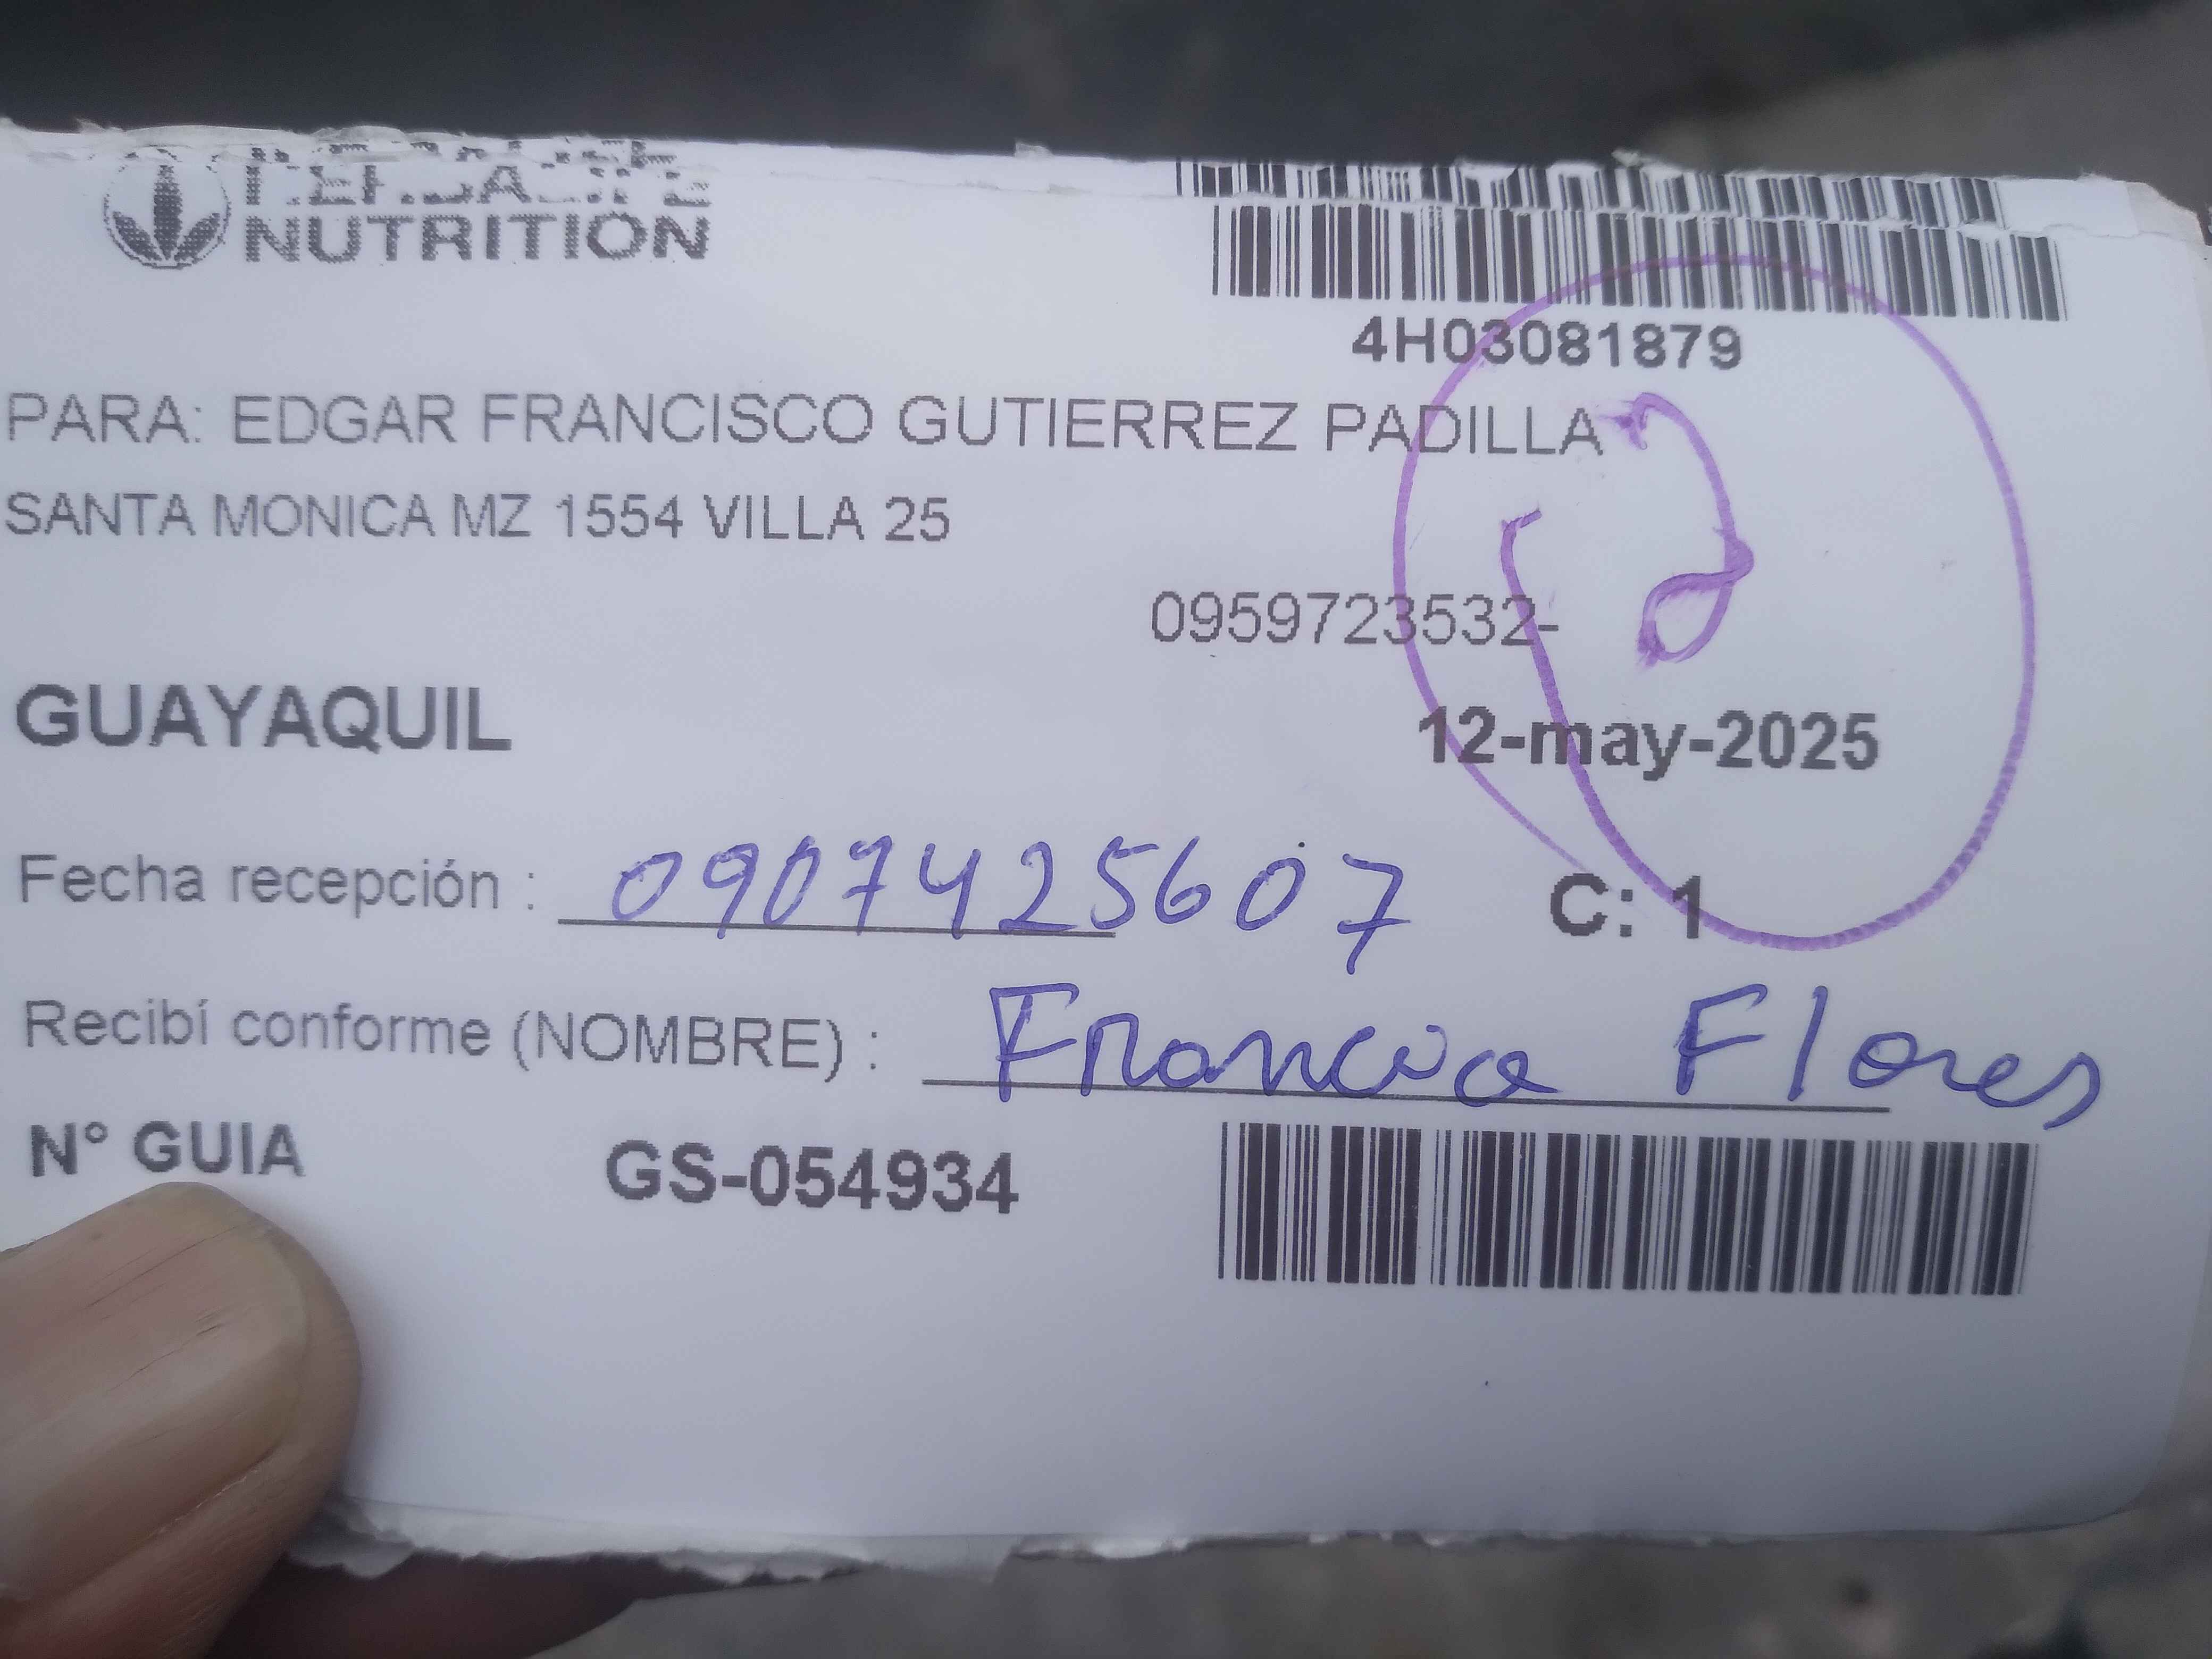 NUTRITION
4H03081879
PARA: EDGAR FRANCISCO GUTIERREZ PADILLA
SANTA MONICA MZ 1554 VILLA 25
0959723532-
GUAYAQUIL
12-may-2025
Fecha recepción : 0907425607 C: 1
Recibí conforme (NOMBRE) : Francia Flores
N° GUIA GS-054934